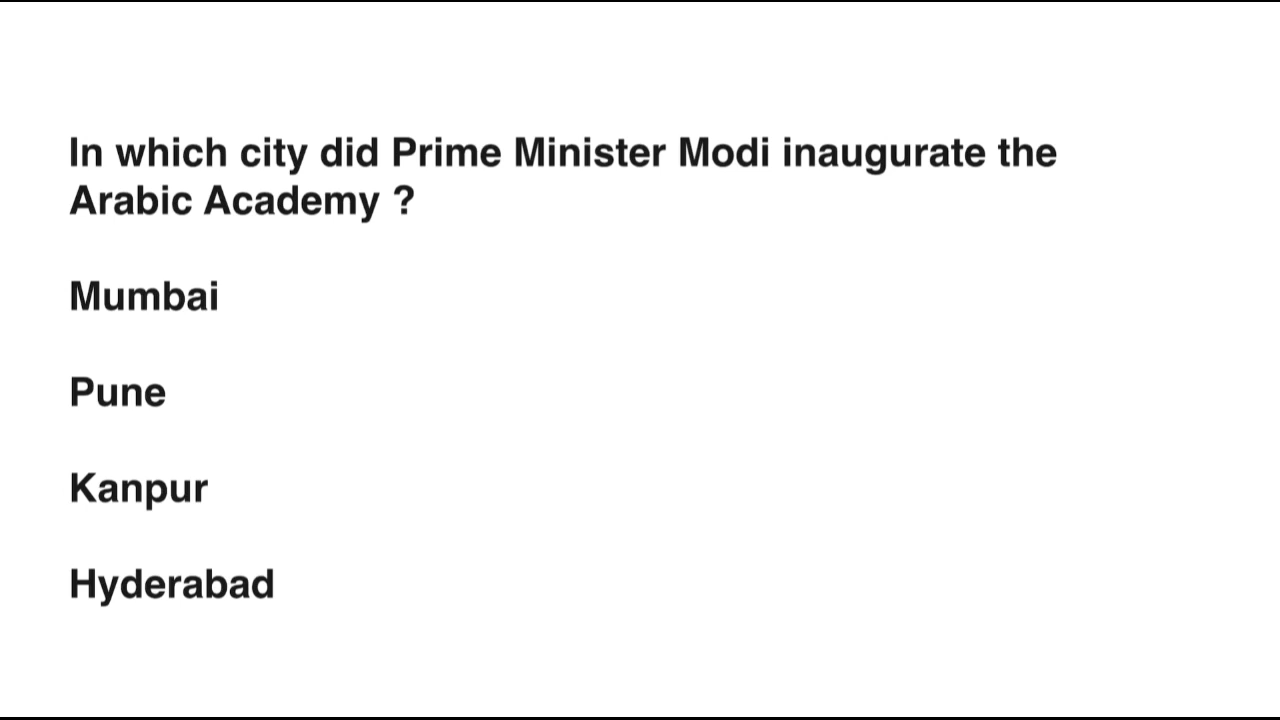 In which city did Prime Minister Modi inaugurate the
Arabic Academy ?
Mumbai
Pune
Kanpur
Hyderabad